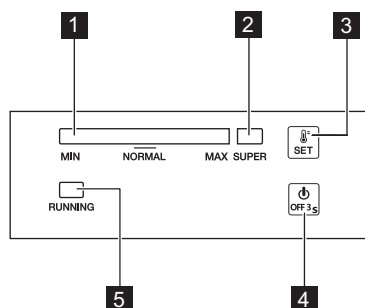 1 2 3
MIN NORMAL MAX SUPER
SET
RUNNING
OFF 3s
5 4